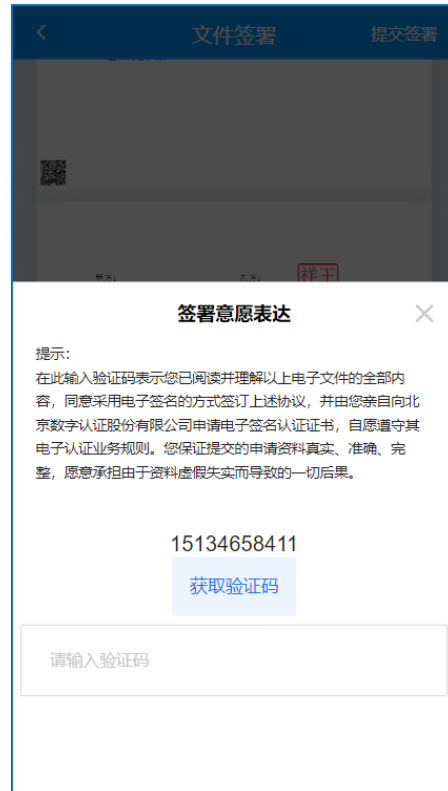 文件签署
提交签署
甲方：
乙方：
签署意愿表达
提示：
在此输入验证码表示您已阅读并理解以上电子文件的全部内
容，同意采用电子签名的方式签订上述协议，并由您亲自向北
京数字认证股份有限公司申请电子签名认证证书，自愿遵守其
电子认证业务规则。您保证提交的申请资料真实、准确、完
整，愿意承担由于资料虚假失实而导致的一切后果。
15134658411
获取验证码
请输入验证码